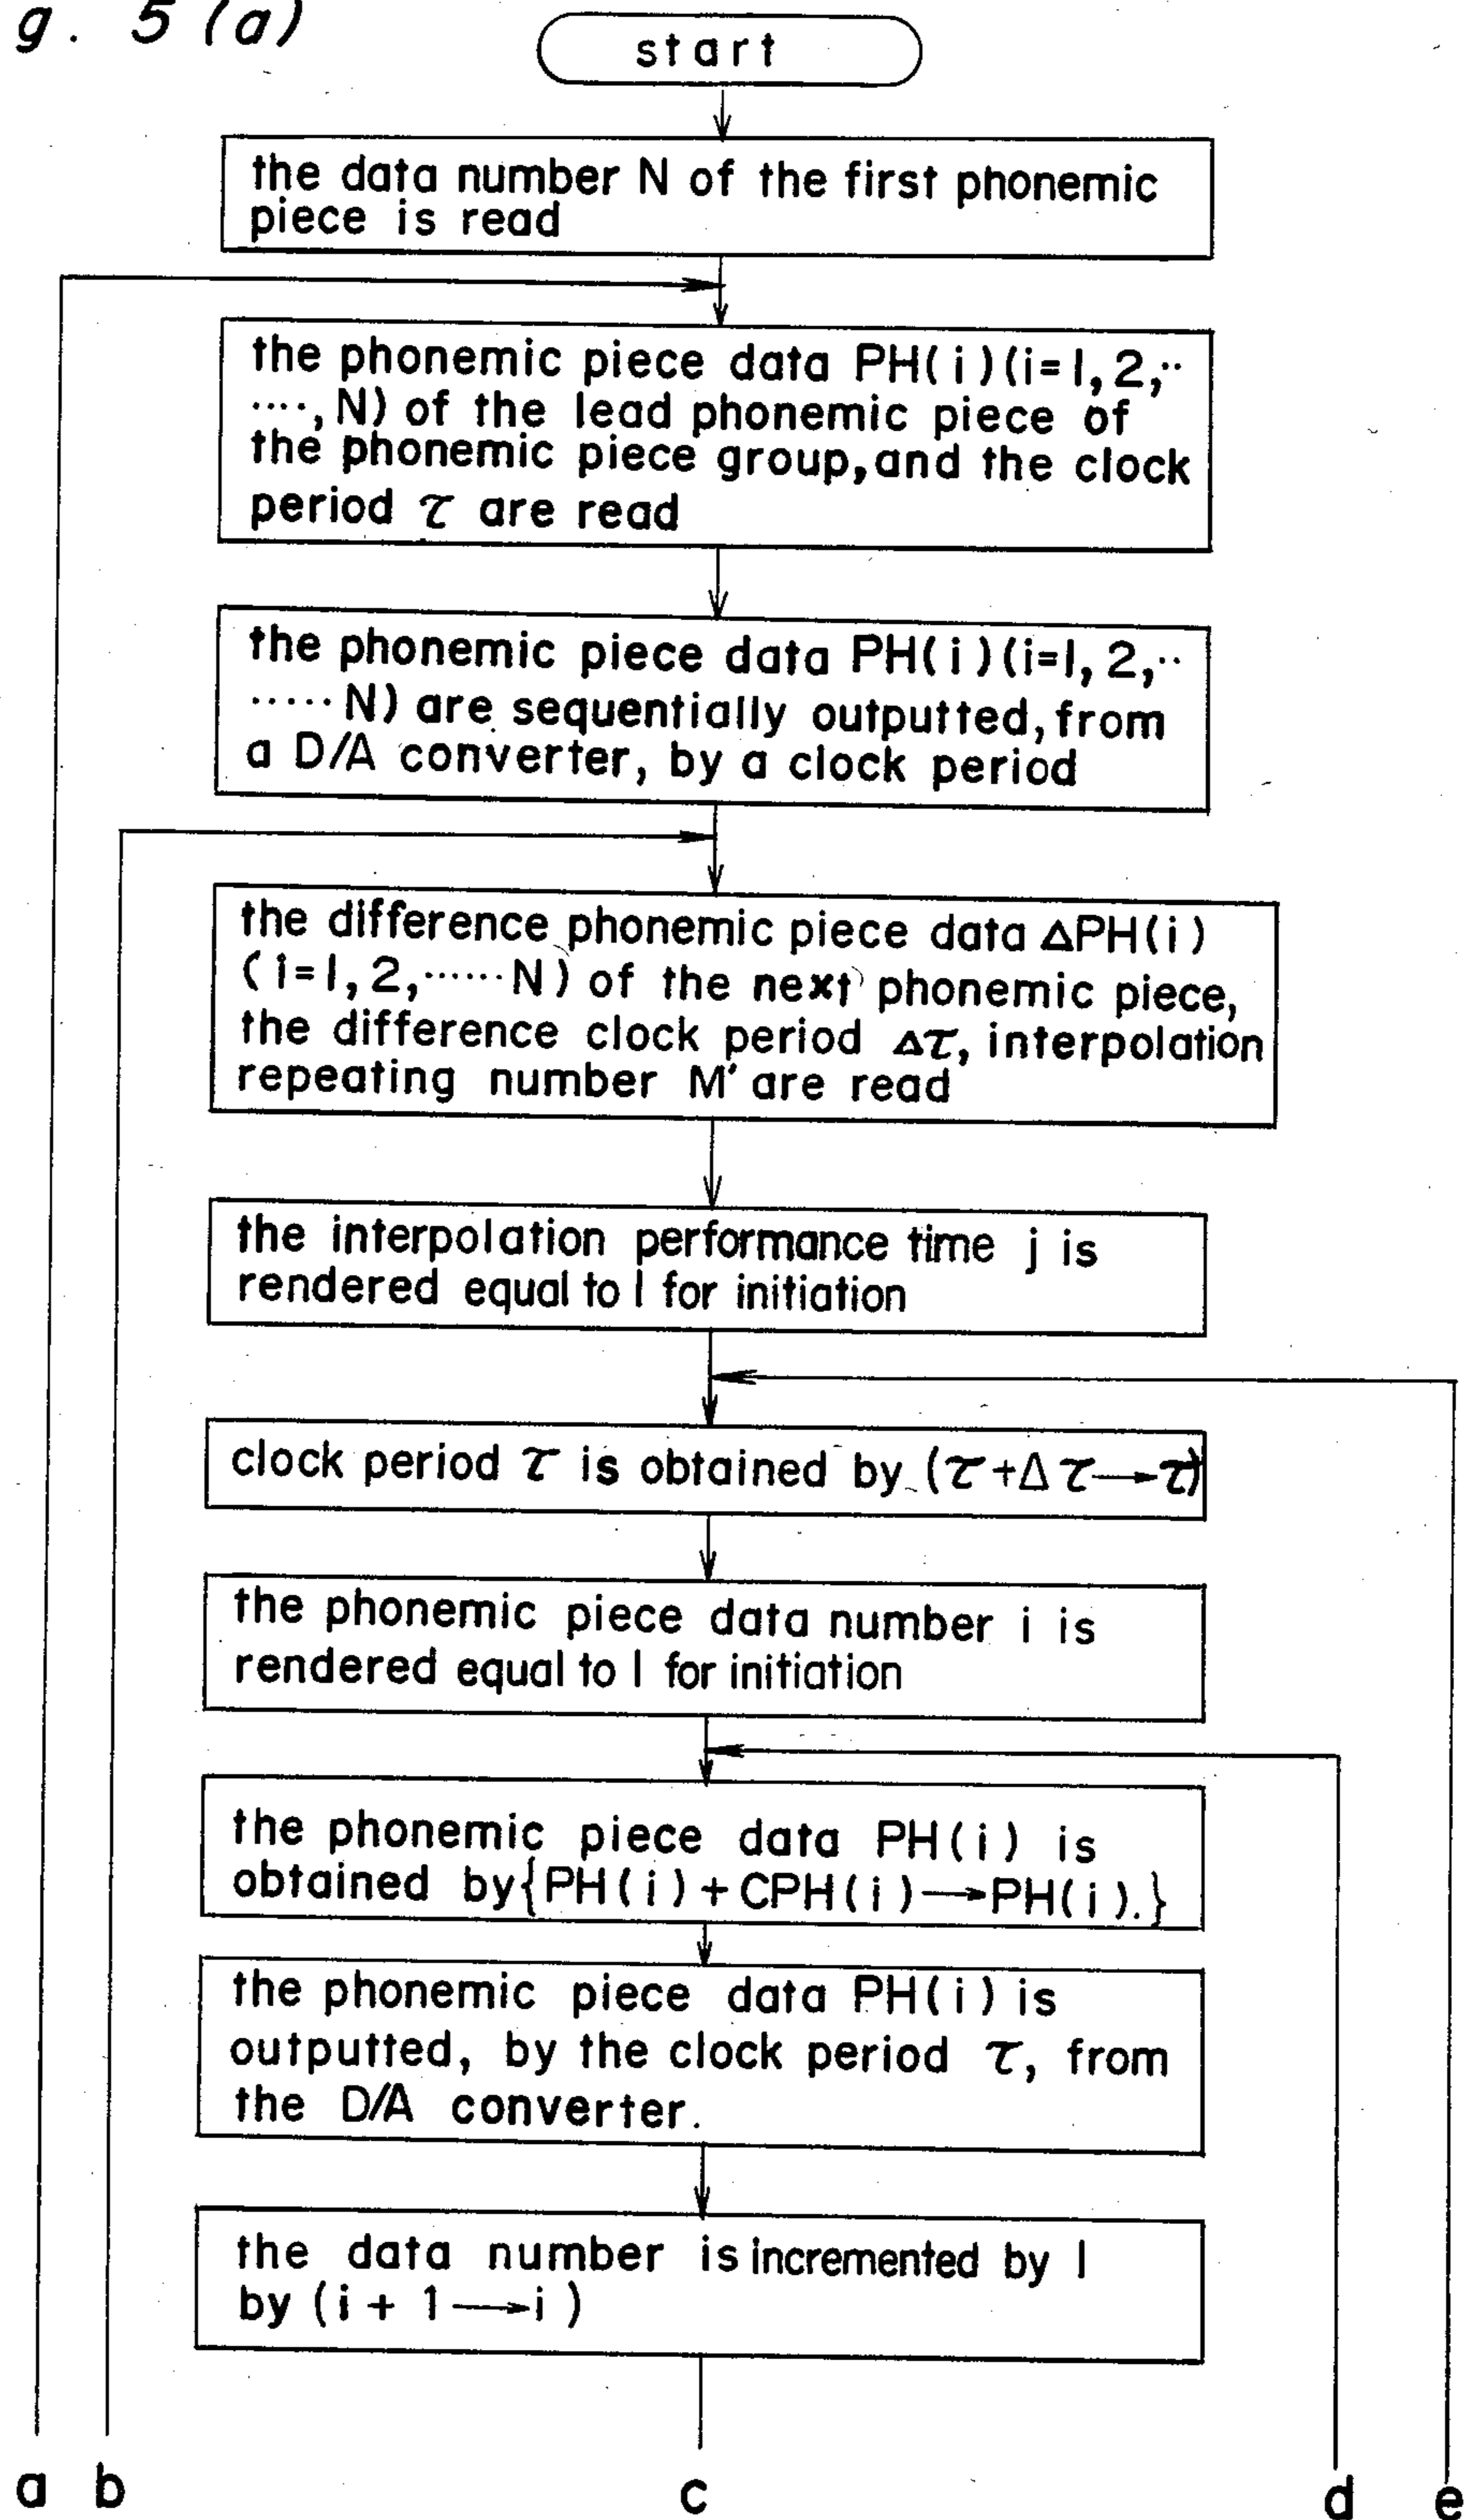 g. 5 (a)
start
the data number N of the first phonemic
piece is read
the phonemic piece data PH(i)(i=1, 2,··
····, N) of the lead phonemic piece of
the phonemic piece group, and the clock
period τ are read
the phonemic piece data PH(i)(i=1, 2,··
····· N) are sequentially outputted, from
a D/A converter, by a clock period
the difference phonemic piece data ΔPH(i)
(i=1, 2,······ N) of the next phonemic piece,
the difference clock period Δτ, interpolation
repeating number M' are read
the interpolation performance time j is
rendered equal to 1 for initiation
clock period τ is obtained by (τ+Δτ→τ)
the phonemic piece data number i is
rendered equal to 1 for initiation
the phonemic piece data PH(i) is
obtained by{PH(i)+CPH(i)→PH(i).}
the phonemic piece data PH(i) is
outputted, by the clock period τ, from
the D/A converter.
the data number is incremented by 1
by (i + 1→i)
a b c d e